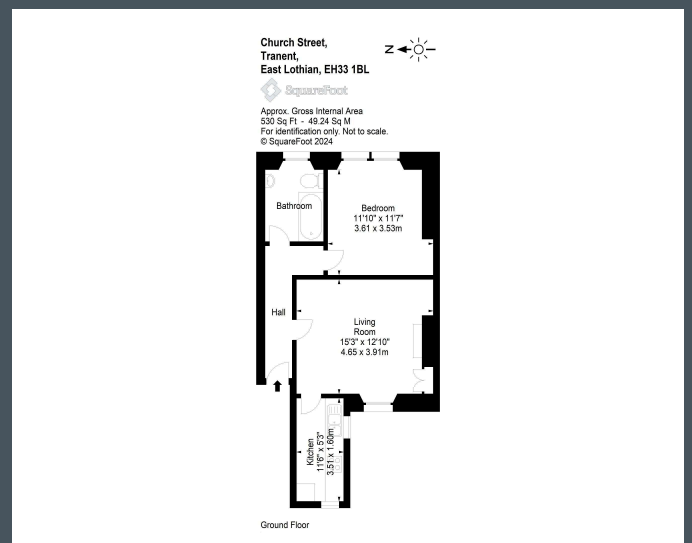 Church Street,
Tranent,
East Lothian, EH33 1BL
N
SquareFoot
Approx. Gross Internal Area
530 Sq Ft - 49.24 Sq M
For identification only. Not to scale.
© SquareFoot 2024
Bathroom
Bedroom
11'10" x 11'7"
3.61 x 3.53m
Hall
Living
Room
15'3" x 12'10"
4.65 x 3.91m
Kitchen
11'6" x 5'3"
3.51 x 1.60m
Ground Floor